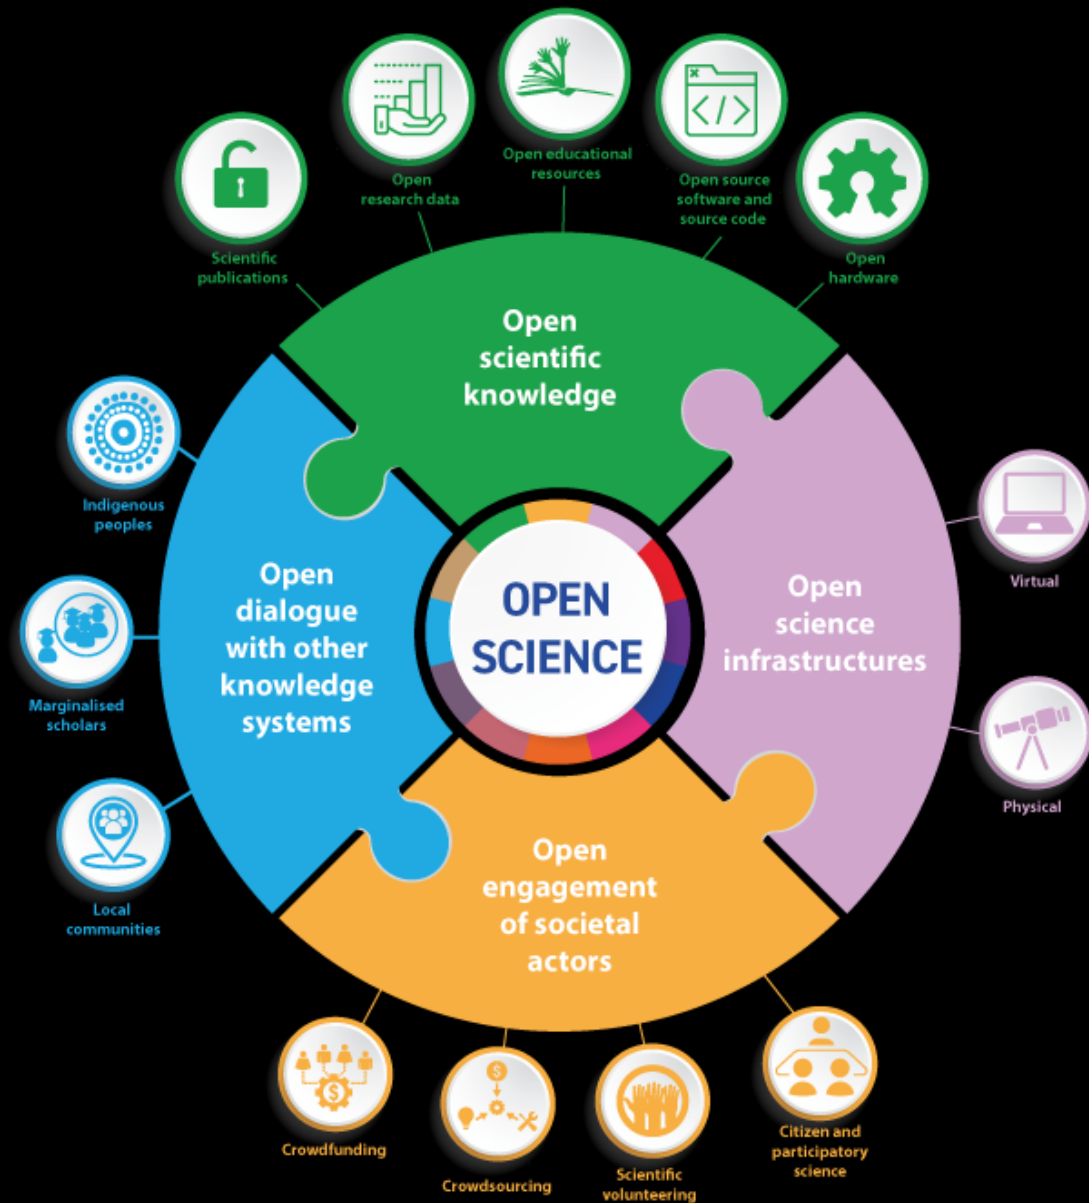 Scientific
publications
Open
research data
Open educational
resources
Open source
software and
source code
Open
hardware
Open
scientific
knowledge
Indigenous
peoples
Marginalised
scholars
Local
communities
Open
dialogue
with other
knowledge
systems
OPEN
SCIENCE
Open
science
infrastructures
Virtual
Physical
Open
engagement
of societal
actors
Crowdfunding
Crowdsourcing
Scientific
volunteering
Citizen and
participatory
science